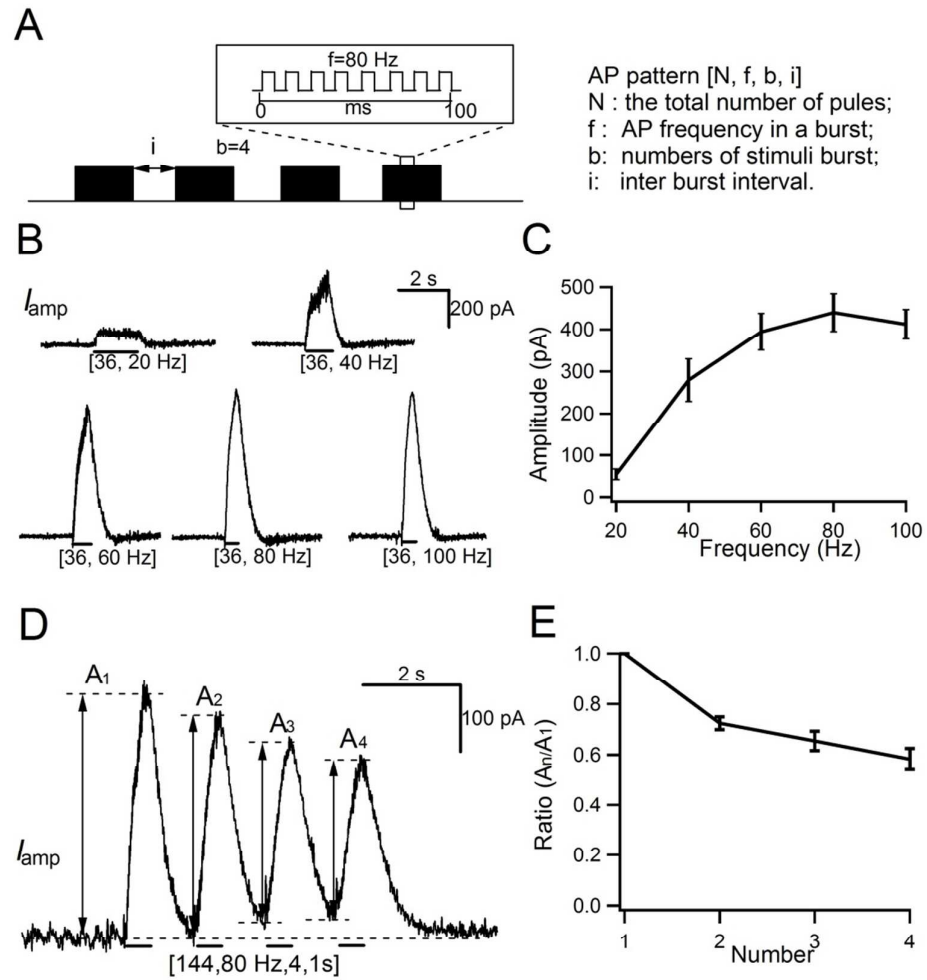 A
f=80 Hz
0
ms
100
i
b=4
AP pattern [N, f, b, i]
N : the total number of pules;
f : AP frequency in a burst;
b: numbers of stimuli burst;
i: inter burst interval.
B
Iamp
2 s
200 pA
[36, 20 Hz]
[36, 40 Hz]
[36, 60 Hz]
[36, 80 Hz]
[36, 100 Hz]
C
Amplitude (pA)
500
400
300
200
100
0
20
40
60
80
100
Frequency (Hz)
D
A1
A2
A3
A4
2 s
100 pA
Iamp
[144,80 Hz,4,1s]
E
Ratio (An/A1)
1.0
0.8
0.6
0.4
0.2
0.0
1
2
3
4
Number